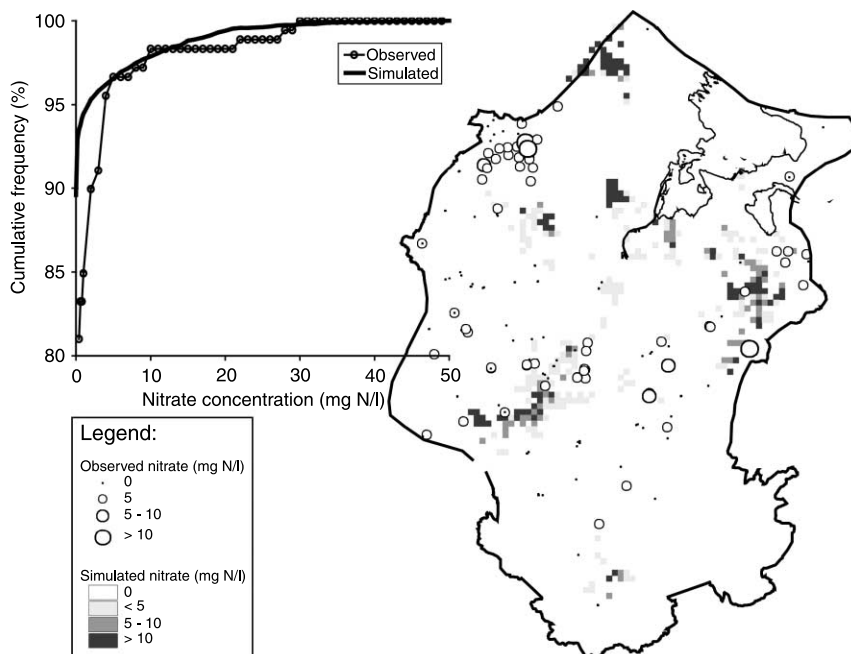 100
95
90
85
80
Cumulative frequency (%)
0
10
20
30
40
50
Nitrate concentration (mg N/l)
Observed
Simulated
Legend:
Observed nitrate (mg N/l)
0
5
5 - 10
> 10
Simulated nitrate (mg N/l)
0
< 5
5 - 10
> 10